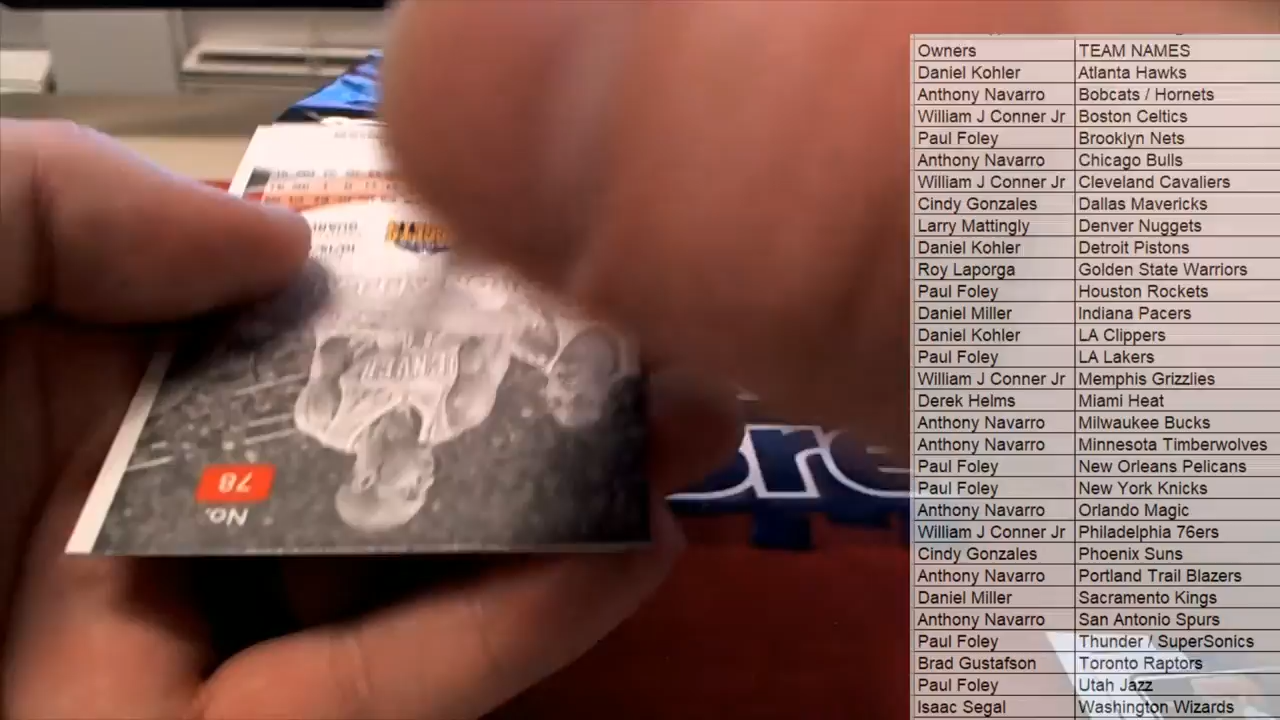 Owners TEAM NAMES
Daniel Kohler Atlanta Hawks
Anthony Navarro Bobcats / Hornets
William J Conner Jr Boston Celtics
Paul Foley Brooklyn Nets
Anthony Navarro Chicago Bulls
William J Conner Jr Cleveland Cavaliers
Cindy Gonzales Dallas Mavericks
Larry Mattingly Denver Nuggets
Daniel Kohler Detroit Pistons
Roy Laporga Golden State Warriors
Paul Foley Houston Rockets
Daniel Miller Indiana Pacers
Daniel Kohler LA Clippers
Paul Foley LA Lakers
William J Conner Jr Memphis Grizzlies
Derek Helms Miami Heat
Anthony Navarro Milwaukee Bucks
Anthony Navarro Minnesota Timberwolves
Paul Foley New Orleans Pelicans
Paul Foley New York Knicks
Anthony Navarro Orlando Magic
William J Conner Jr Philadelphia 76ers
Cindy Gonzales Phoenix Suns
Anthony Navarro Portland Trail Blazers
Daniel Miller Sacramento Kings
Anthony Navarro San Antonio Spurs
Paul Foley Thunder / SuperSonics
Brad Gustafson Toronto Raptors
Paul Foley Utah Jazz
Isaac Segal Washington Wizards
DENVER
No.
78